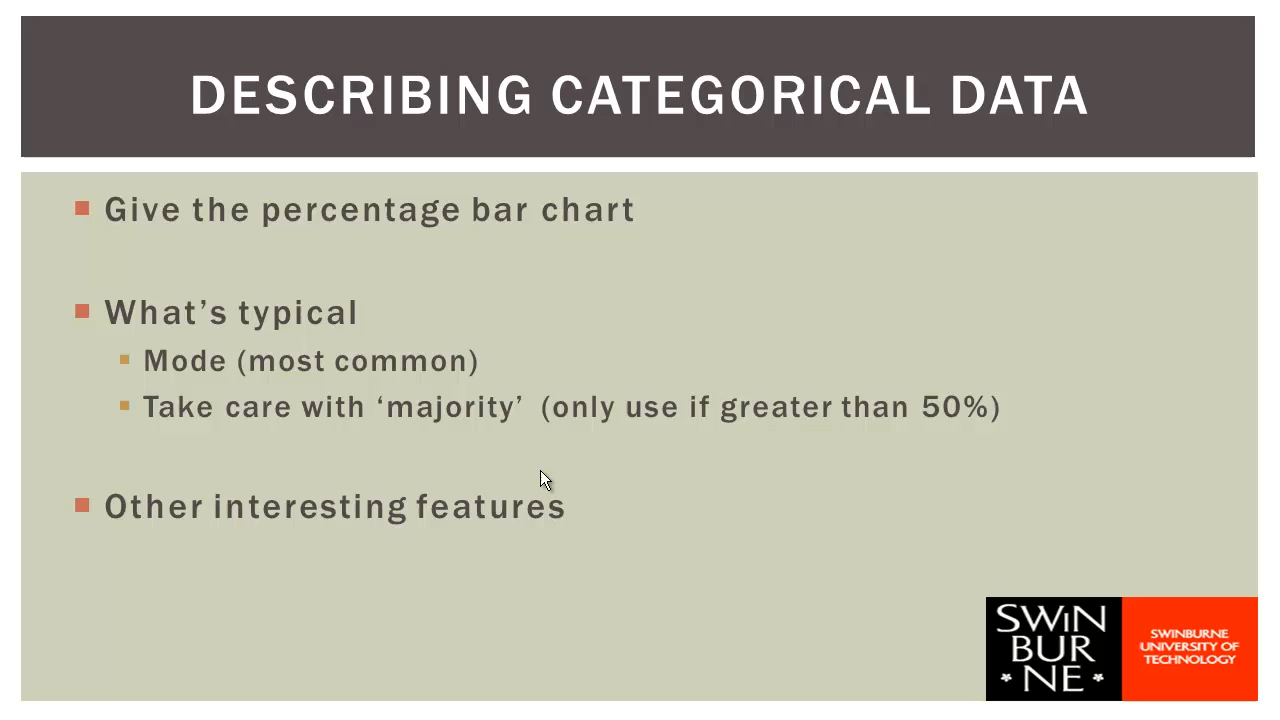 DESCRIBING CATEGORICAL DATA
Give the percentage bar chart
What’s typical
Mode (most common)
Take care with ‘majority’ (only use if greater than 50%)
Other interesting features
SWiN
BUR
NE
SWINBURNE
UNIVERSITY OF
TECHNOLOGY